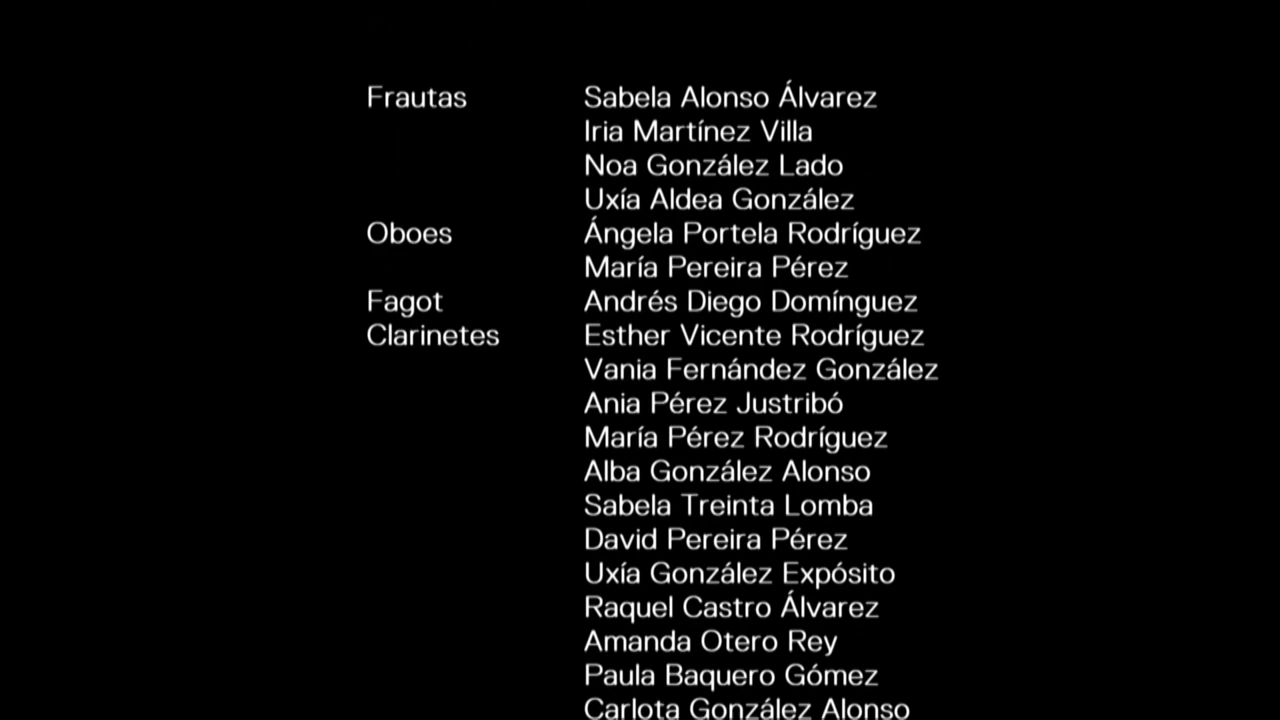 Frautas Sabela Alonso Álvarez
Iria Martínez Villa
Noa González Lado
Uxía Aldea González
Oboes Ángela Portela Rodríguez
María Pereira Pérez
Fagot Andrés Diego Domínguez
Clarinetes Esther Vicente Rodríguez
Vania Fernández González
Ania Pérez Justribó
María Pérez Rodríguez
Alba González Alonso
Sabela Treinta Lomba
David Pereira Pérez
Uxía González Expósito
Raquel Castro Álvarez
Amanda Otero Rey
Paula Baquero Gómez
Carlota González Alonso